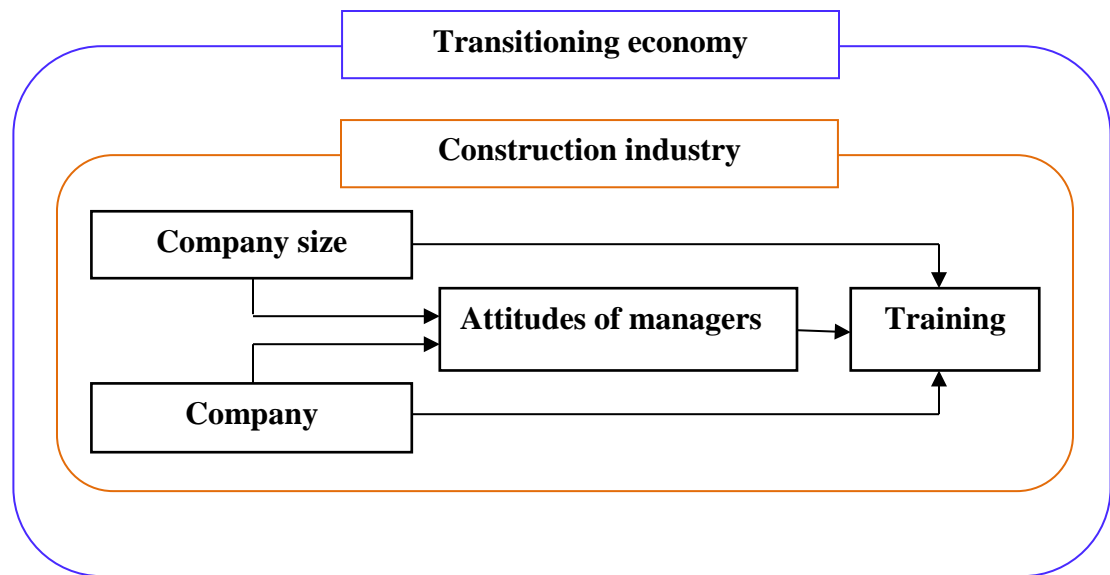 Transitioning economy
Construction industry
Company size
Attitudes of managers
Training
Company